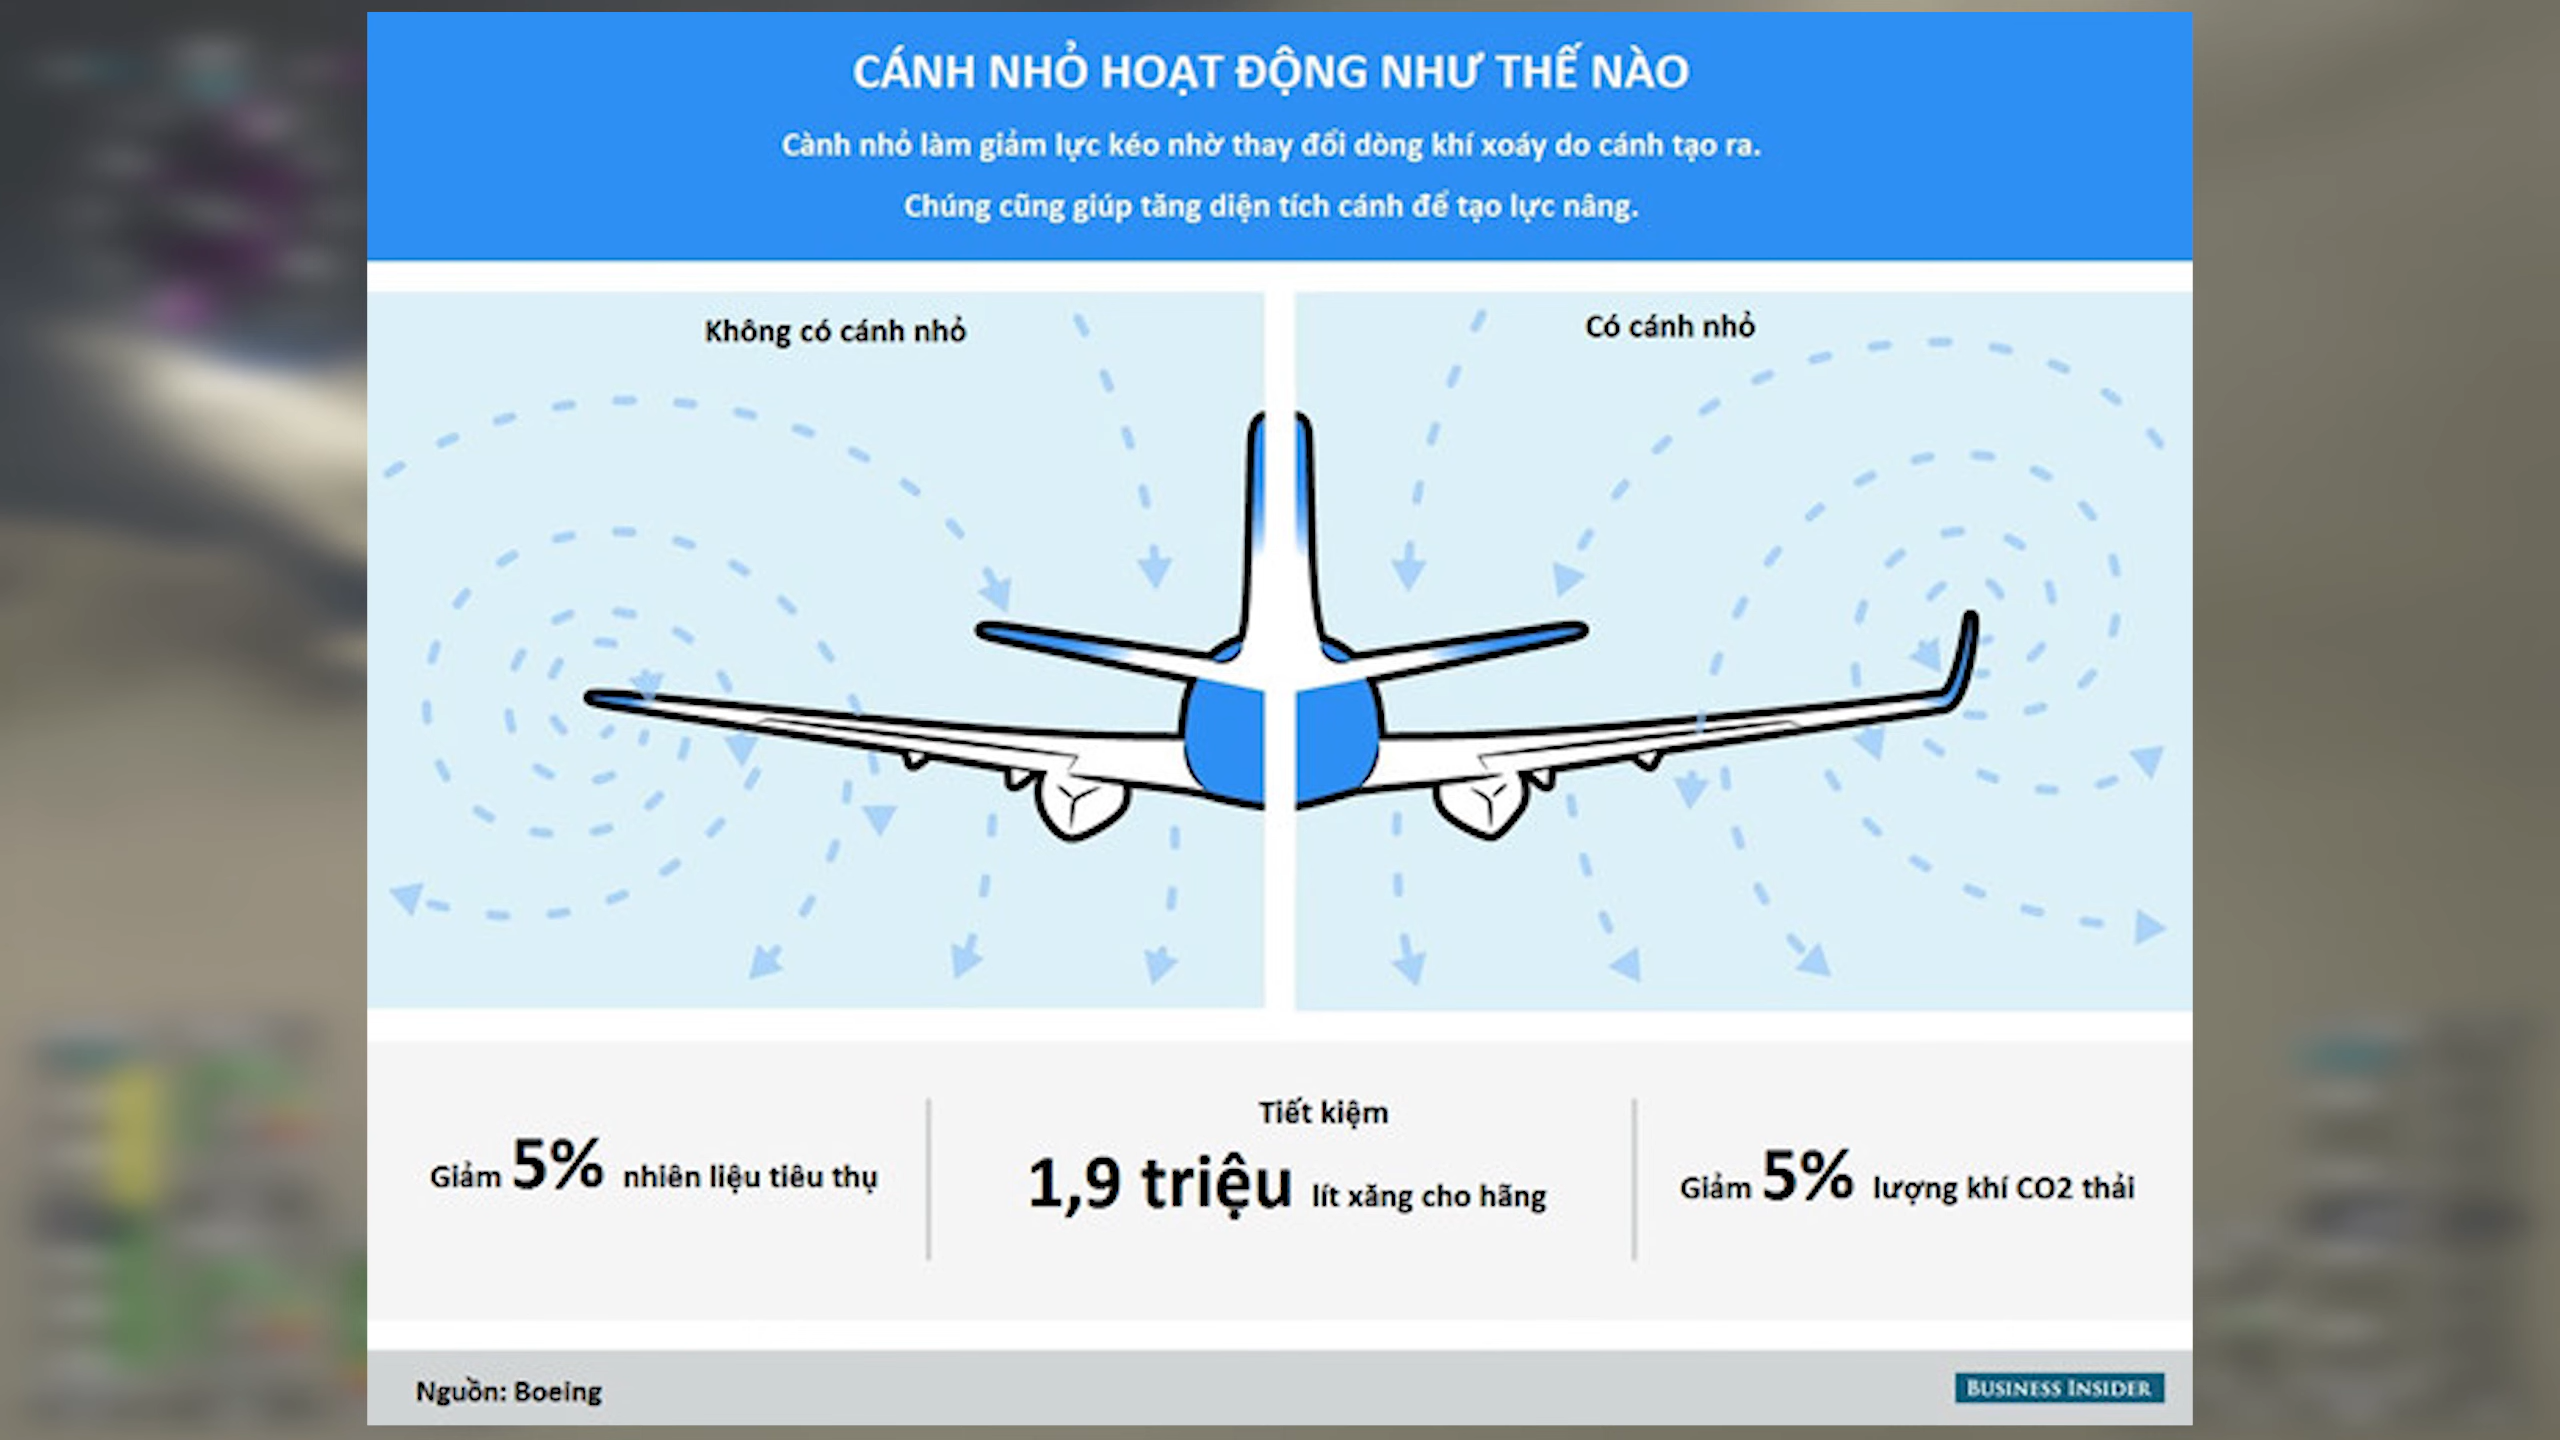 CÁNH NHỎ HOẠT ĐỘNG NHƯ THẾ NÀO
Cành nhỏ làm giảm lực kéo nhờ thay đổi dòng khí xoáy do cánh tạo ra.
Chúng cũng giúp tăng diện tích cánh để tạo lực nâng.
Không có cánh nhỏ
Có cánh nhỏ
Giảm 5% nhiên liệu tiêu thụ
Tiết kiệm
1,9 triệu lít xăng cho hãng
Giảm 5% lượng khí CO2 thải
Nguồn: Boeing
BUSINESS INSIDER